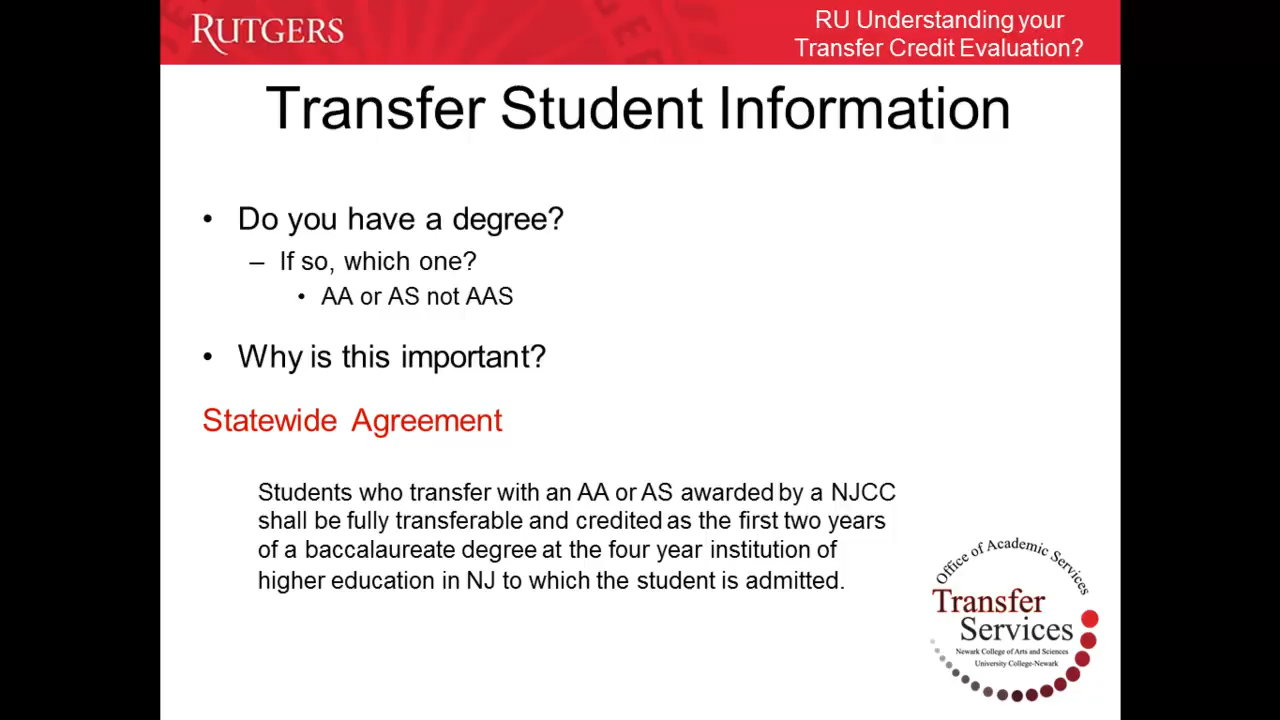 RUTGERS
RU Understanding your
Transfer Credit Evaluation?
Transfer Student Information
• Do you have a degree?
– If so, which one?
• AA or AS not AAS
• Why is this important?
Statewide Agreement
Students who transfer with an AA or AS awarded by a NJCC
shall be fully transferable and credited as the first two years
of a baccalaureate degree at the four year institution of
higher education in NJ to which the student is admitted.
Office of Academic Services
Transfer
Services
Newark College of Arts and Sciences
University College-Newark